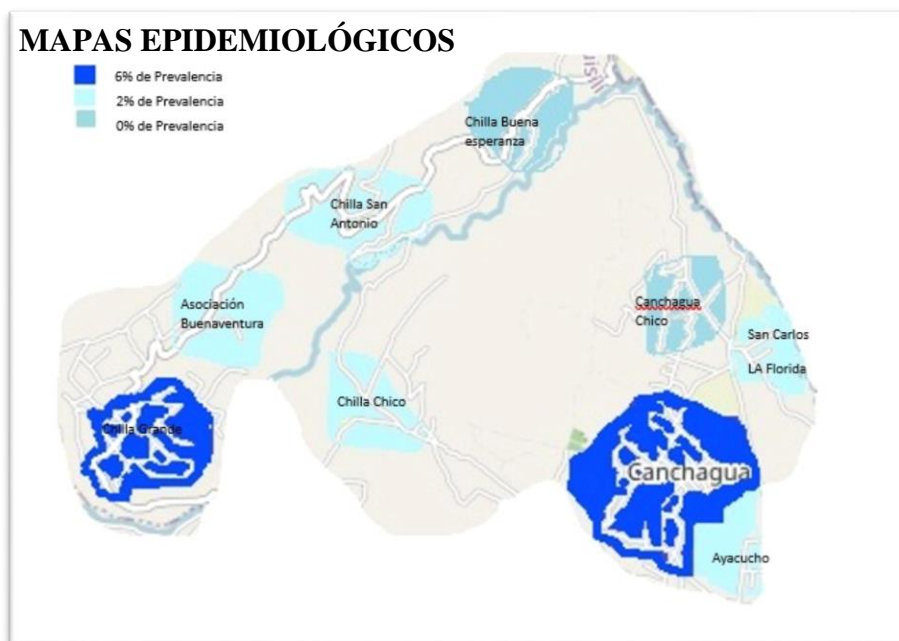 MAPAS EPIDEMIOLÓGICOS
6% de Prevalencia
2% de Prevalencia
0% de Prevalencia
Chilla Buena
esperanza
Chilla San
Antonio
Asociación
Buenaventura
Canchagua
Chico
San Carlos
LA Florida
Chilla Chico
Chilla Grande
Canchagua
Ayacucho